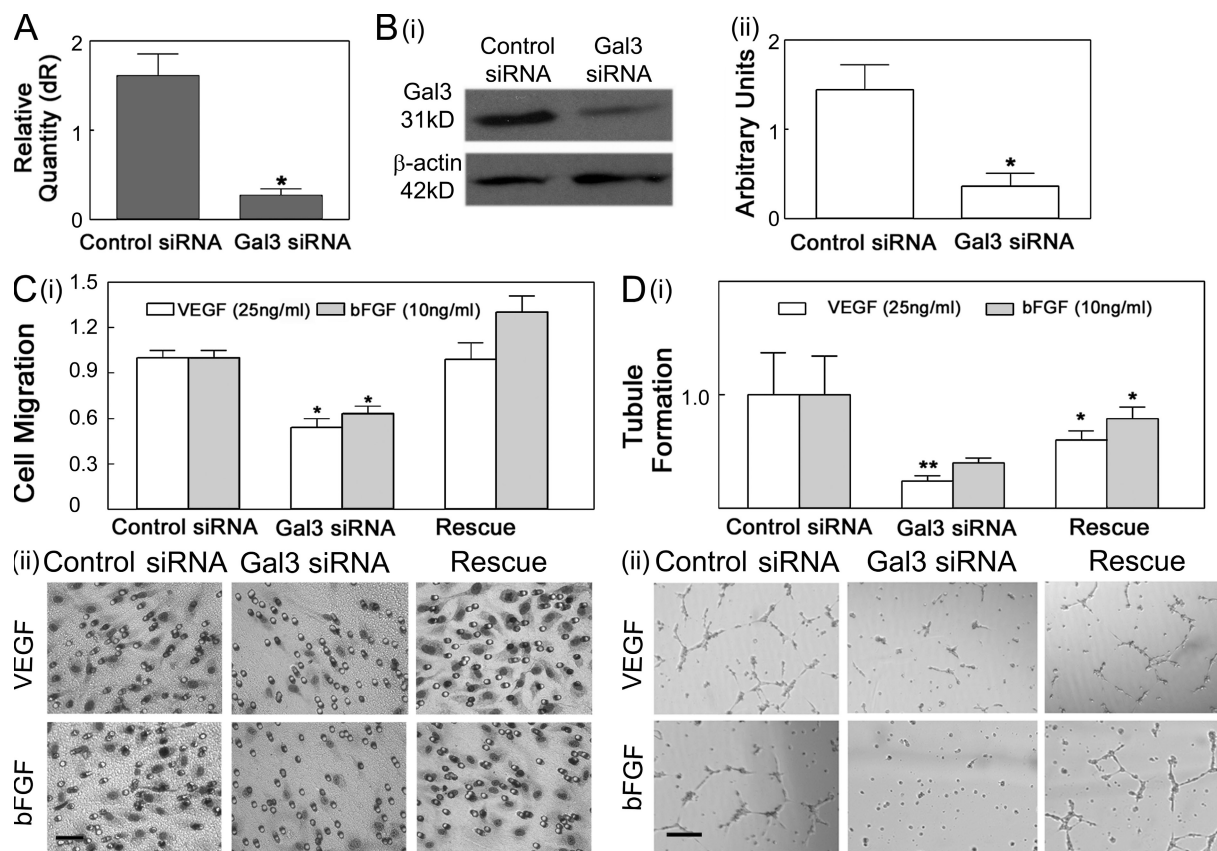 A
Relative
Quantity (dR)
2
1
0
*
Control siRNA
Gal3 siRNA
B (i)
Control
siRNA
Gal3
siRNA
Gal3
31kD
β-actin
42kD
(ii)
Arbitrary Units
2
1
0
*
Control siRNA
Gal3 siRNA
C (i)
Cell Migration
1.5
1.2
0.9
0.6
0.3
0
VEGF (25ng/ml)
bFGF (10ng/ml)
*
*
Control siRNA
Gal3 siRNA
Rescue
(ii)
Control siRNA
Gal3 siRNA
Rescue
VEGF
bFGF
D (i)
Tubule
Formation
1.0
VEGF (25ng/ml)
bFGF (10ng/ml)
**
*
*
Control siRNA
Gal3 siRNA
Rescue
(ii)
Control siRNA
Gal3 siRNA
Rescue
VEGF
bFGF